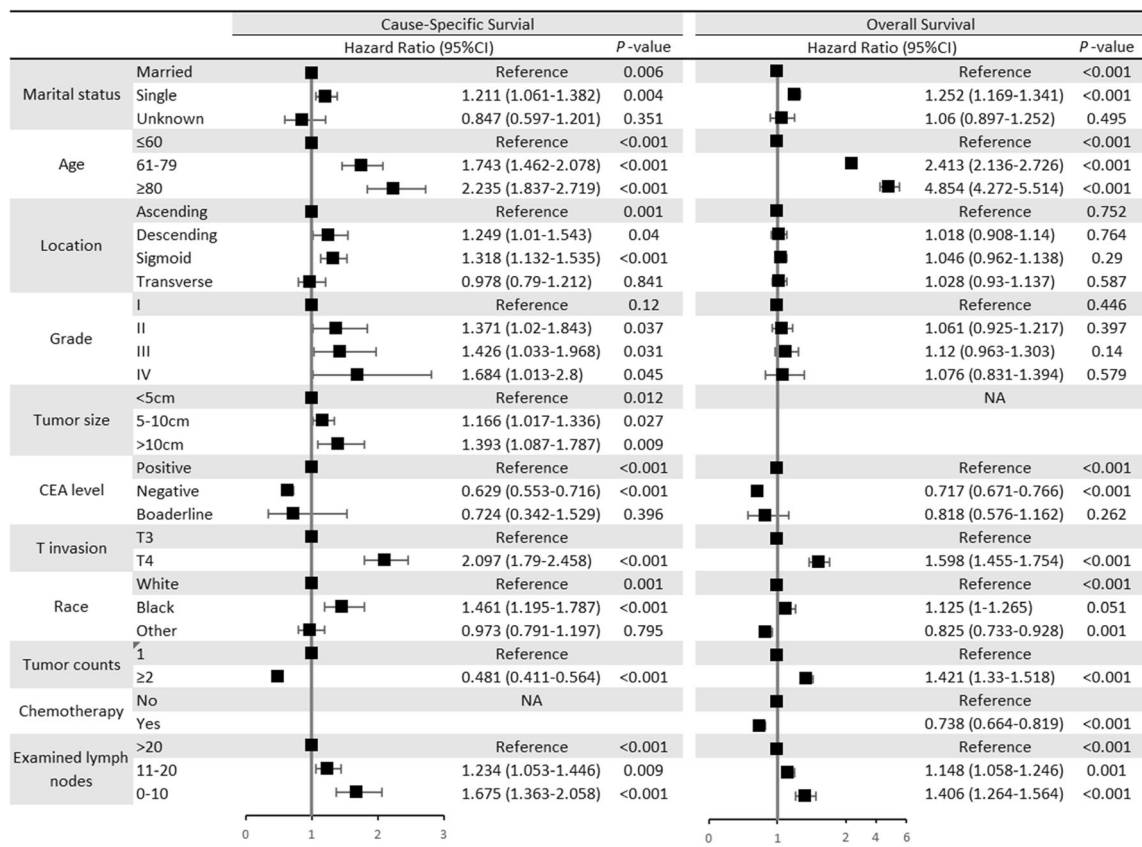 Cause-Specific Survial Overall Survival
Hazard Ratio (95%CI) P-value Hazard Ratio (95%CI) P-value
Marital status
Married Reference 0.006 Reference <0.001
Single 1.211 (1.061-1.382) 0.004 1.252 (1.169-1.341) <0.001
Unknown 0.847 (0.597-1.201) 0.351 1.06 (0.897-1.252) 0.495
Age
≤60 Reference <0.001 Reference <0.001
61-79 1.743 (1.462-2.078) <0.001 2.413 (2.136-2.726) <0.001
≥80 2.235 (1.837-2.719) <0.001 4.854 (4.272-5.514) <0.001
Location
Ascending Reference 0.001 Reference 0.752
Descending 1.249 (1.01-1.543) 0.04 1.018 (0.908-1.14) 0.764
Sigmoid 1.318 (1.132-1.535) <0.001 1.046 (0.962-1.138) 0.29
Transverse 0.978 (0.79-1.212) 0.841 1.028 (0.93-1.137) 0.587
Grade
I Reference 0.12 Reference 0.446
II 1.371 (1.02-1.843) 0.037 1.061 (0.925-1.217) 0.397
III 1.426 (1.033-1.968) 0.031 1.12 (0.963-1.303) 0.14
IV 1.684 (1.013-2.8) 0.045 1.076 (0.831-1.394) 0.579
Tumor size
<5cm Reference 0.012 NA
5-10cm 1.166 (1.017-1.336) 0.027
>10cm 1.393 (1.087-1.787) 0.009
CEA level
Positive Reference <0.001 Reference <0.001
Negative 0.629 (0.553-0.716) <0.001 0.717 (0.671-0.766) <0.001
Boaderline 0.724 (0.342-1.529) 0.396 0.818 (0.576-1.162) 0.262
T invasion
T3 Reference Reference
T4 2.097 (1.79-2.458) <0.001 1.598 (1.455-1.754) <0.001
Race
White Reference 0.001 Reference <0.001
Black 1.461 (1.195-1.787) <0.001 1.125 (1-1.265) 0.051
Other 0.973 (0.791-1.197) 0.795 0.825 (0.733-0.928) 0.001
Tumor counts
1 Reference Reference
≥2 0.481 (0.411-0.564) <0.001 1.421 (1.33-1.518) <0.001
Chemotherapy
No NA Reference
Yes 0.738 (0.664-0.819) <0.001
Examined lymph
nodes
>20 Reference <0.001 Reference <0.001
11-20 1.234 (1.053-1.446) 0.009 1.148 (1.058-1.246) 0.001
0-10 1.675 (1.363-2.058) <0.001 1.406 (1.264-1.564) <0.001
0 1 2 3 0 1 2 4 6